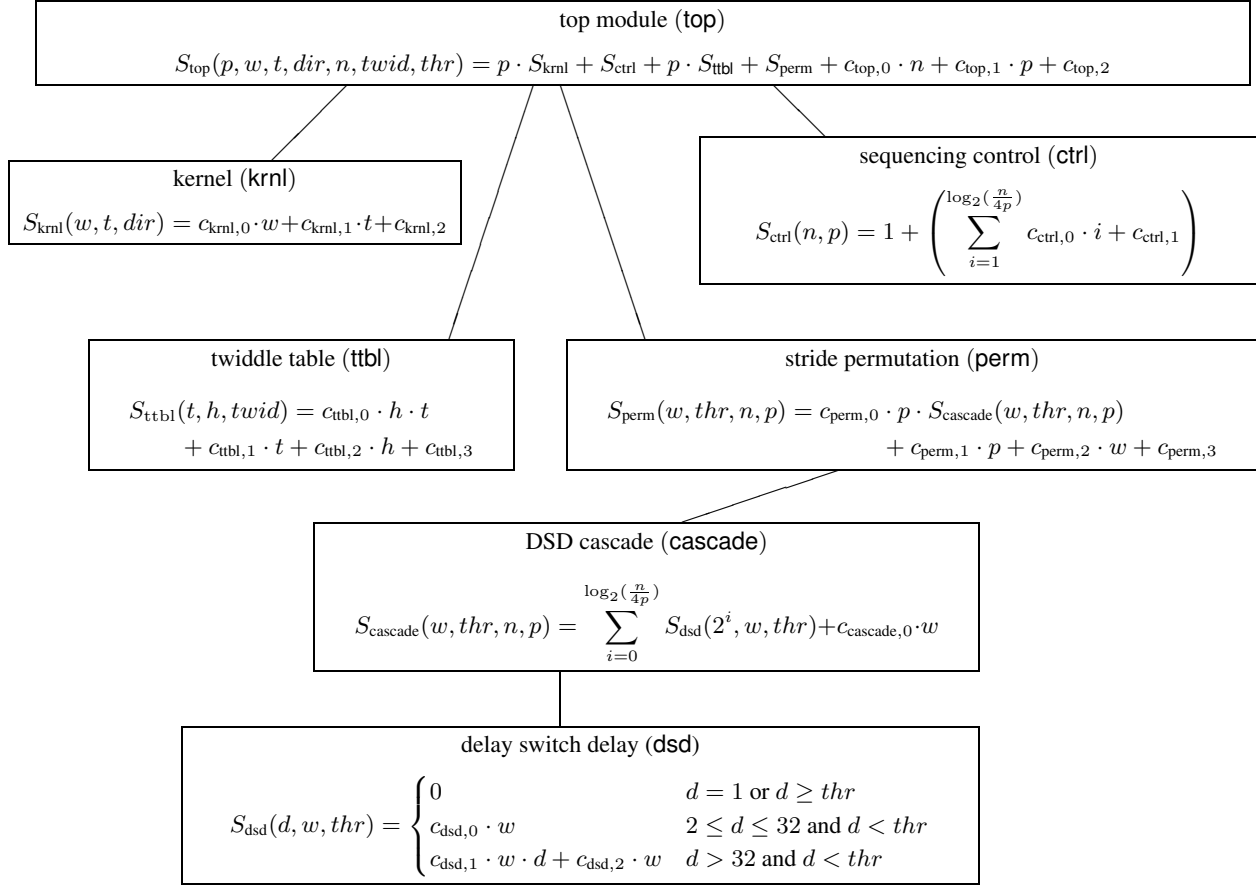 top module (top)
S_top(p, w, t, dir, n, twid, thr) = p · S_krnl + S_ctrl + p · S_ttbl + S_perm + c_top,0 · n + c_top,1 · p + c_top,2
kernel (krnl)
S_krnl(w, t, dir) = c_krnl,0 · w + c_krnl,1 · t + c_krnl,2
sequencing control (ctrl)
S_ctrl(n, p) = 1 + ( ∑_{i=1}^{log_2(n/4p)} c_ctrl,0 · i + c_ctrl,1 )
twiddle table (ttbl)
S_ttbl(t, h, twid) = c_ttbl,0 · h · t
+ c_ttbl,1 · t + c_ttbl,2 · h + c_ttbl,3
stride permutation (perm)
S_perm(w, thr, n, p) = c_perm,0 · p · S_cascade(w, thr, n, p)
+ c_perm,1 · p + c_perm,2 · w + c_perm,3
DSD cascade (cascade)
S_cascade(w, thr, n, p) = ∑_{i=0}^{log_2(n/4p)} S_dsd(2^i, w, thr) + c_cascade,0 · w
delay switch delay (dsd)
S_dsd(d, w, thr) = {
0 d = 1 or d ≥ thr
c_dsd,0 · w 2 ≤ d ≤ 32 and d < thr
c_dsd,1 · w · d + c_dsd,2 · w d > 32 and d < thr